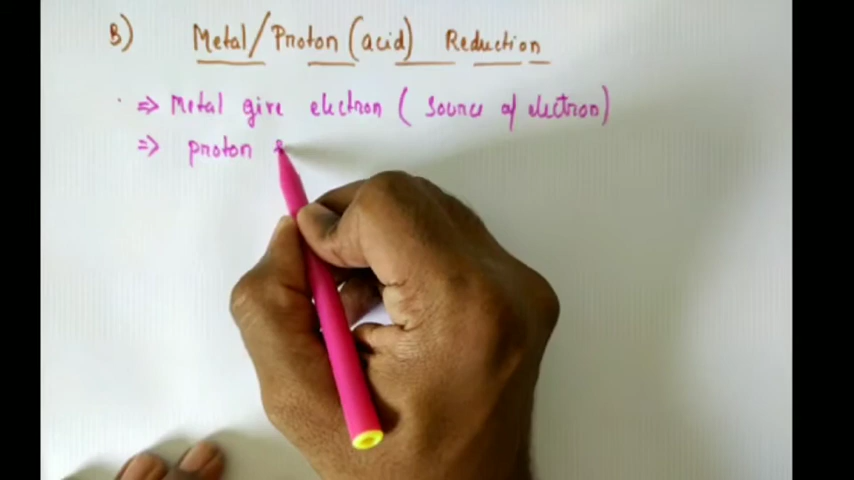 B) Metal/Proton (acid) Reduction
⇒ Metal give electron ( Source of electron)
⇒ proton